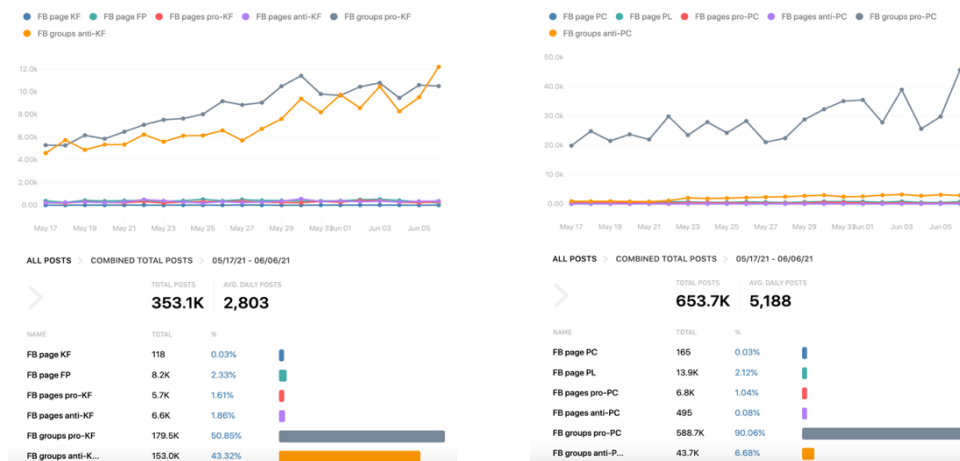 FB page KF FB page FP FB pages pro-KF FB pages anti-KF FB groups pro-KF
FB groups anti-KF
12.0k
10.0k
8.00k
6.00k
4.00k
2.00k
0.00
May 17 May 19 May 21 May 23 May 25 May 27 May 29 May 31 Jun 01 Jun 03 Jun 05
ALL POSTS > COMBINED TOTAL POSTS > 05/17/21 - 06/06/21
TOTAL POSTS AVG. DAILY POSTS
353.1K 2,803
NAME TOTAL %
FB page KF 118 0.03%
FB page FP 8.2K 2.33%
FB pages pro-KF 5.7K 1.61%
FB pages anti-KF 6.6K 1.86%
FB groups pro-KF 179.5K 50.85%
FB groups anti-K... 153.0K 43.32%
FB page PC FB page PL FB pages pro-PC FB pages anti-PC FB groups pro-PC
FB groups anti-PC
50.0k
40.0k
30.0k
20.0k
10.0k
0.00
May 17 May 19 May 21 May 23 May 25 May 27 May 29 May 31 Jun 01 Jun 03 Jun 05
ALL POSTS > COMBINED TOTAL POSTS > 05/17/21 - 06/06/21
TOTAL POSTS AVG. DAILY POSTS
653.7K 5,188
NAME TOTAL %
FB page PC 165 0.03%
FB page PL 13.9K 2.12%
FB pages pro-PC 6.8K 1.04%
FB pages anti-PC 495 0.08%
FB groups pro-PC 588.7K 90.06%
FB groups anti-P... 43.7K 6.68%